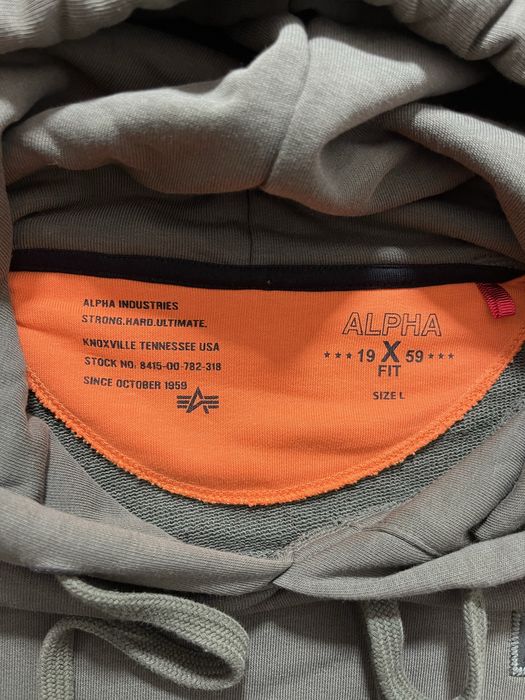 ALPHA INDUSTRIES
STRONG.HARD.ULTIMATE.
KNOXVILLE TENNESSEE USA
STOCK NO: 8415-00-782-318
SINCE OCTOBER 1959
ALPHA
★★★ 19 X 59 ★★★
FIT
SIZE L